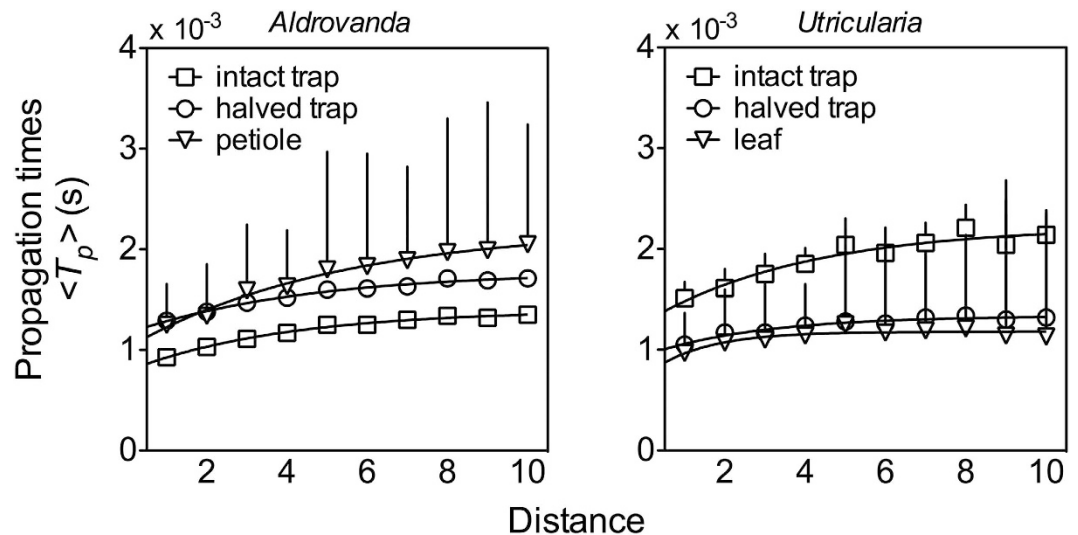 Propagation times
<Tp> (s)
x 10-3
Aldrovanda
4
3
2
1
0
intact trap
halved trap
petiole
2
4
6
8
10
x 10-3
Utricularia
4
3
2
1
0
intact trap
halved trap
leaf
2
4
6
8
10
Distance